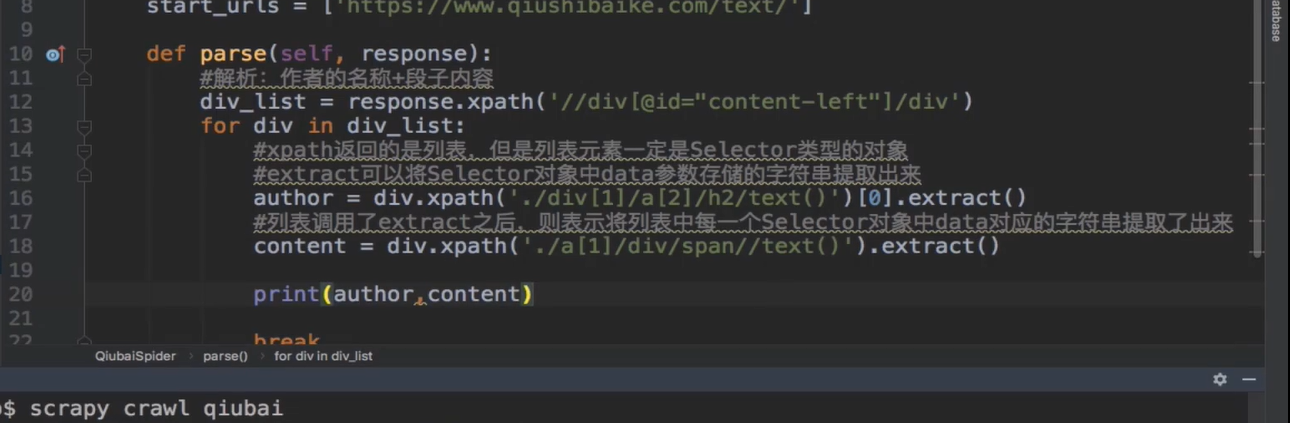 8 start_urls = ['https://www.qiushibaike.com/text/']
9
10 def parse(self, response):
11 #解析：作者的名称+段子内容
12 div_list = response.xpath('//div[@id="content-left"]/div')
13 for div in div_list:
14 #xpath返回的是列表，但是列表元素一定是Selector类型的对象
15 #extract可以将Selector对象中data参数存储的字符串提取出来
16 author = div.xpath('./div[1]/a[2]/h2/text()')[0].extract()
17 #列表调用了extract之后，则表示将列表中每一个Selector对象中data对应的字符串提取了出来
18 content = div.xpath('./a[1]/div/span//text()').extract()
19
20 print(author,content)
21
22 break
QiubaiSpider › parse() › for div in div_list
$ scrapy crawl qiubai